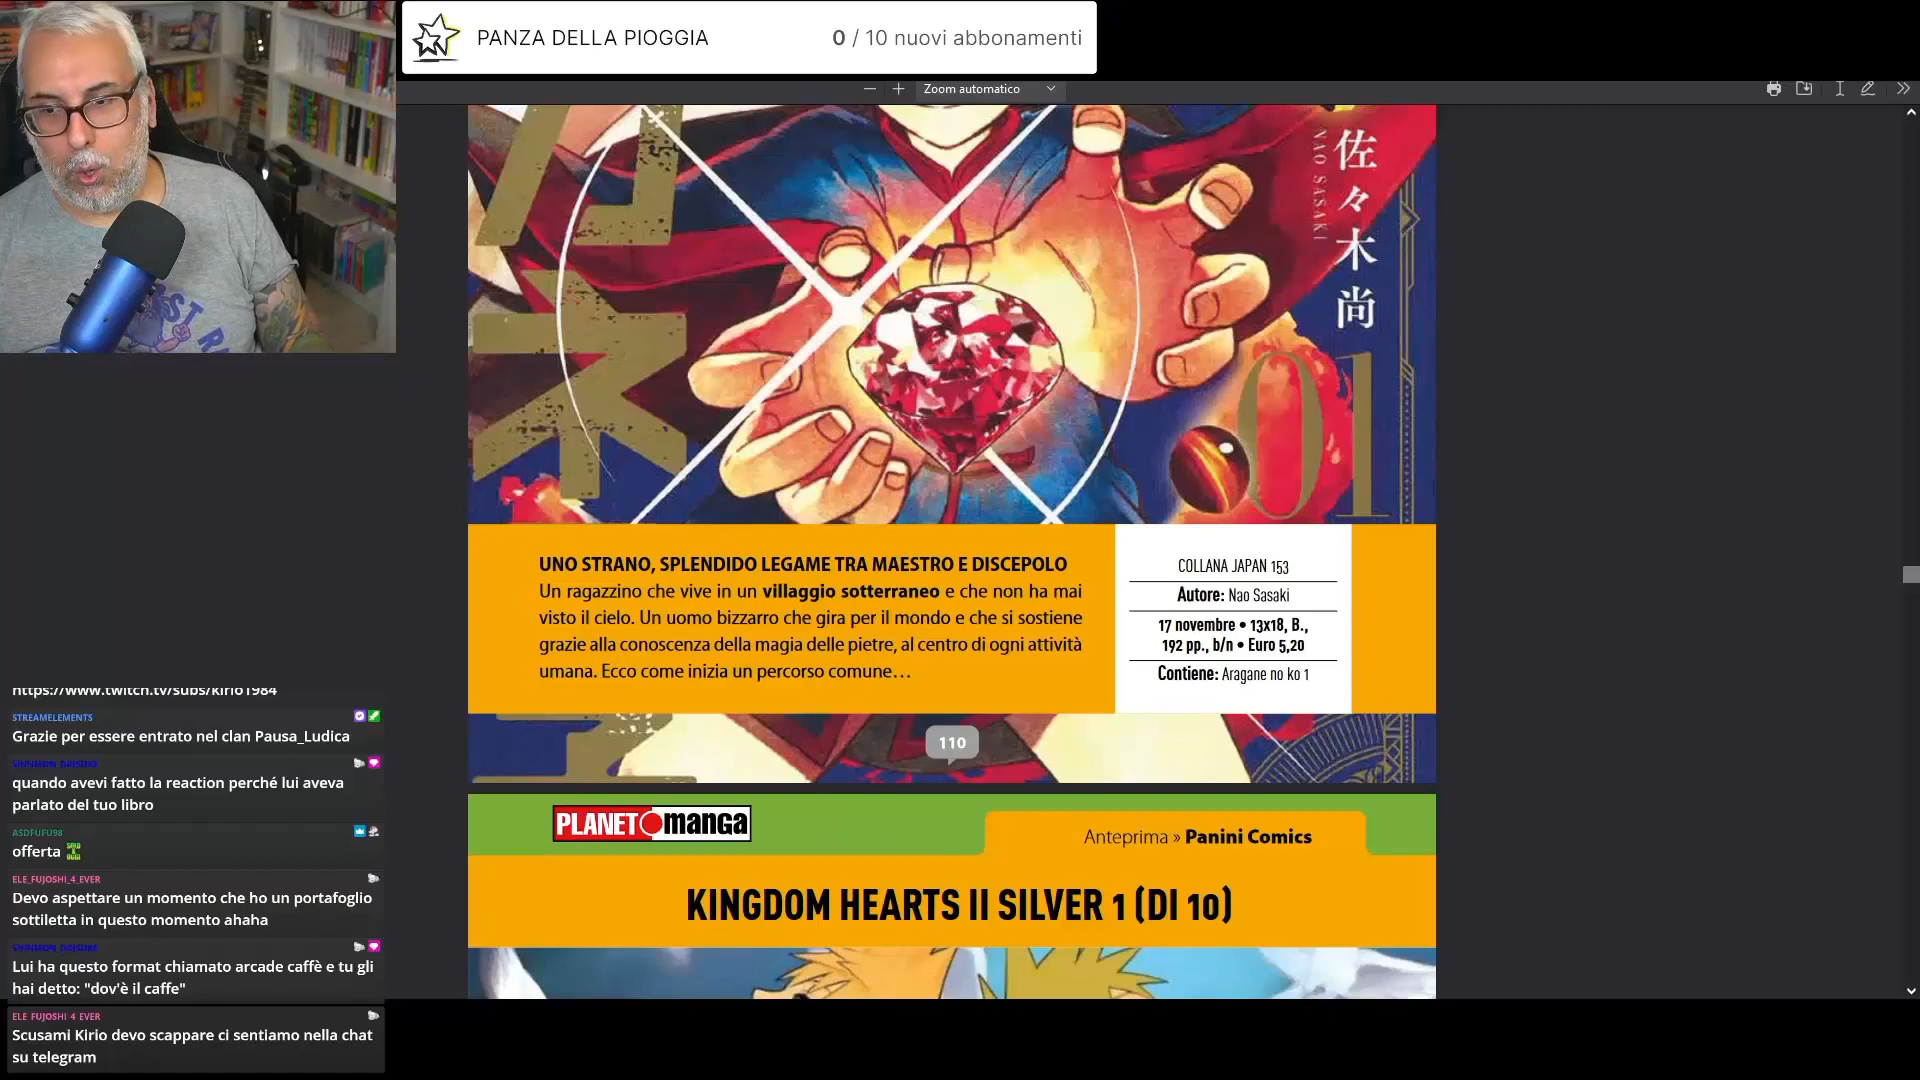 PANZA DELLA PIOGGIA
0 / 10 nuovi abbonamenti
Zoom automatico
佐々木尚
NAO SASAKI
01
UNO STRANO, SPLENDIDO LEGAME TRA MAESTRO E DISCEPOLO
Un ragazzino che vive in un villaggio sotterraneo e che non ha mai
visto il cielo. Un uomo bizzarro che gira per il mondo e che si sostiene
grazie alla conoscenza della magia delle pietre, al centro di ogni attività
umana. Ecco come inizia un percorso comune…
COLLANA JAPAN 153
Autore: Nao Sasaki
17 novembre • 13x18, B.,
192 pp., b/n • Euro 5,20
Contiene: Aragane no ko 1
110
PLANET manga
Anteprima » Panini Comics
KINGDOM HEARTS II SILVER 1 (DI 10)
https://www.twitch.tv/subs/kirio1984
STREAMELEMENTS
Grazie per essere entrato nel clan Pausa_Ludica
SHINMON_DAISUKE
quando avevi fatto la reaction perché lui aveva
parlato del tuo libro
ASDFUFU98
offerta
ELE_FUJOSHI_4_EVER
Devo aspettare un momento che ho un portafoglio
sottiletta in questo momento ahaha
SHINMON_DAISUKE
Lui ha questo format chiamato arcade caffè e tu gli
hai detto: "dov'è il caffe"
ELE_FUJOSHI_4_EVER
Scusami Kirio devo scappare ci sentiamo nella chat
su telegram